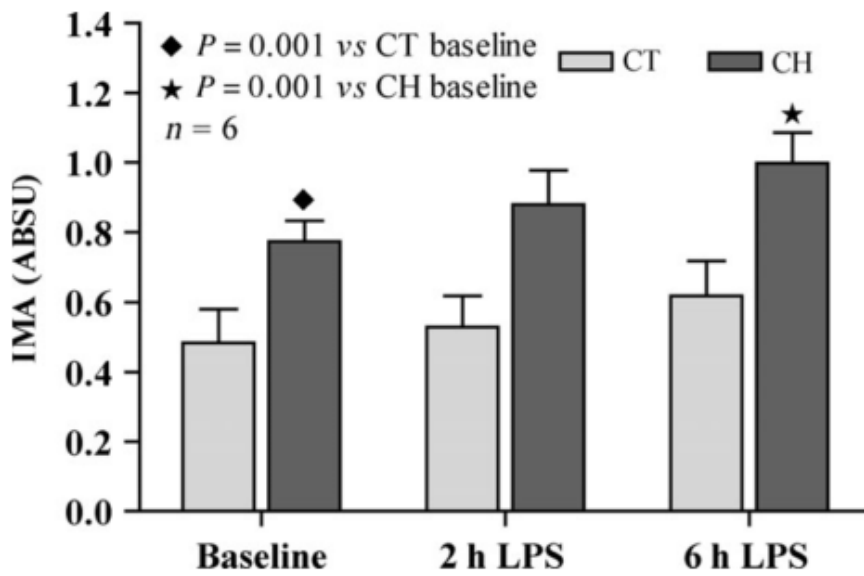 ◆ P = 0.001 vs CT baseline
★ P = 0.001 vs CH baseline
n = 6
CT
CH
IMA (ABSU)
1.4
1.2
1.0
0.8
0.6
0.4
0.2
0.0
Baseline
2 h LPS
6 h LPS